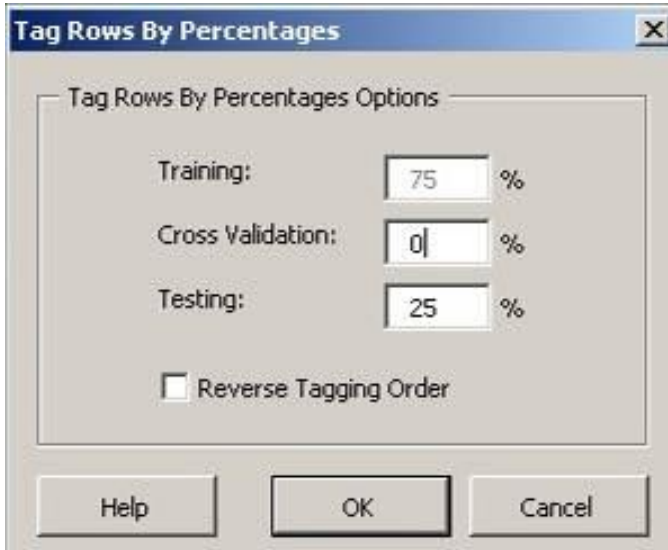 Tag Rows By Percentages
Tag Rows By Percentages Options
Training: 75 %
Cross Validation: 0 %
Testing: 25 %
Reverse Tagging Order
Help OK Cancel